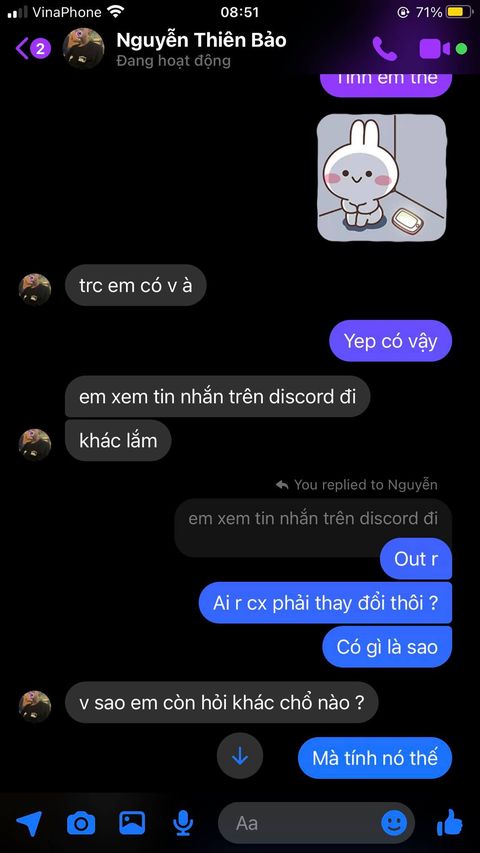 VinaPhone 08:51 71%
2 Nguyễn Thiên Bảo
Đang hoạt động
Tính em thế
trc em có v à
Yep có vậy
em xem tin nhắn trên discord đi
khác lắm
You replied to Nguyễn
em xem tin nhắn trên discord đi
Out r
Ai r cx phải thay đổi thôi ?
Có gì là sao
v sao em còn hỏi khác chổ nào ?
Mà tính nó thế
Aa